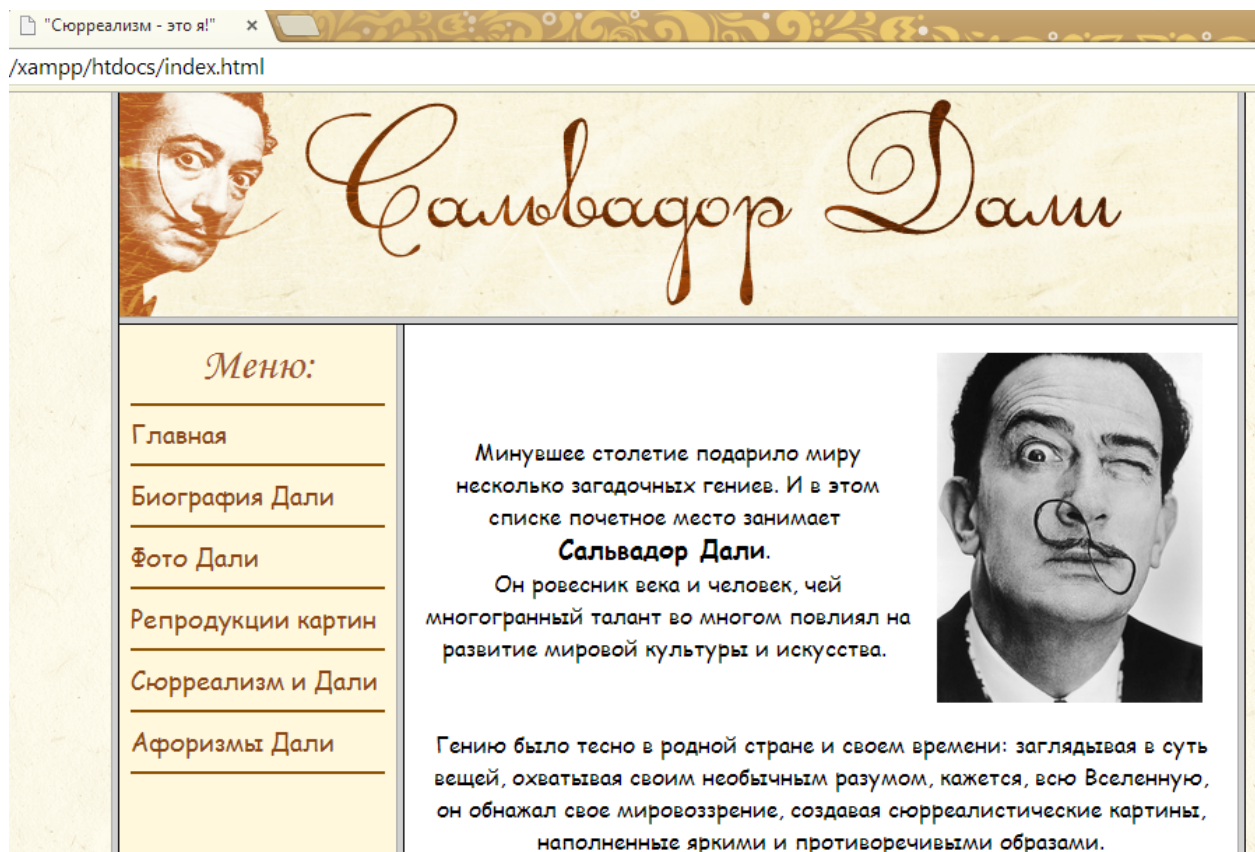 "Сюрреализм - это я!"
/xampp/htdocs/index.html
Сальвадор Дали
Меню:
Главная
Биография Дали
Фото Дали
Репродукции картин
Сюрреализм и Дали
Афоризмы Дали
Минувшее столетие подарило миру
несколько загадочных гениев. И в этом
списке почетное место занимает
Сальвадор Дали.
Он ровесник века и человек, чей
многогранный талант во многом повлиял на
развитие мировой культуры и искусства.
Гению было тесно в родной стране и своем времени: заглядывая в суть
вещей, охватывая своим необычным разумом, кажется, всю Вселенную,
он обнажал свое мировоззрение, создавая сюрреалистические картины,
наполненные яркими и противоречивыми образами.